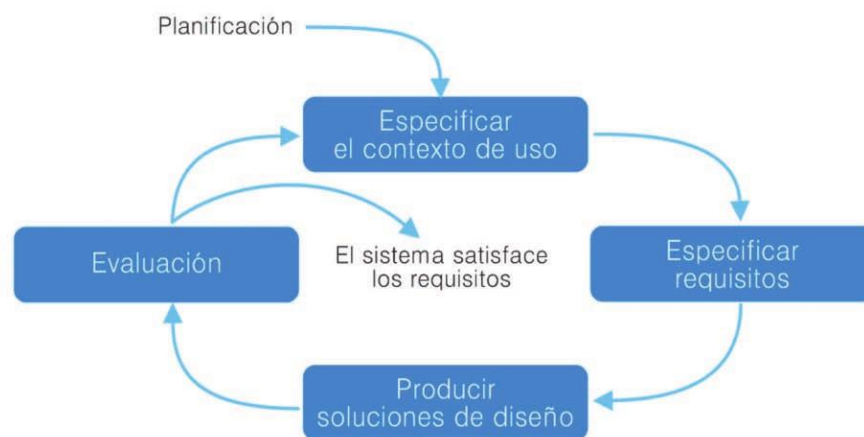 Planificación
Especificar
el contexto de uso
Evaluación
El sistema satisface
los requisitos
Especificar
requisitos
Producir
soluciones de diseño